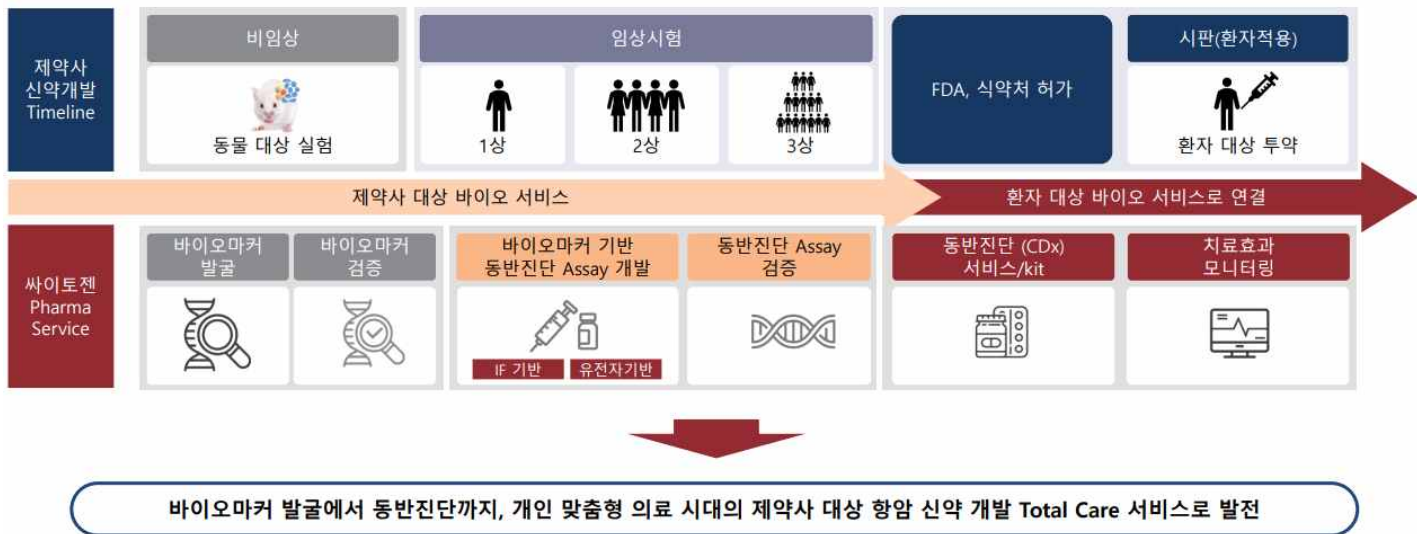 제약사
신약개발
Timeline
비임상
동물 대상 실험
임상시험
1상
2상
3상
FDA, 식약처 허가
시판(환자적용)
환자 대상 투약
제약사 대상 바이오 서비스
환자 대상 바이오 서비스로 연결
싸이토젠
Pharma
Service
바이오마커
발굴
바이오마커
검증
바이오마커 기반
동반진단 Assay 개발
IF 기반
유전자기반
동반진단 Assay
검증
동반진단 (CDx)
서비스/kit
치료효과
모니터링
바이오마커 발굴에서 동반진단까지, 개인 맞춤형 의료 시대의 제약사 대상 항암 신약 개발 Total Care 서비스로 발전